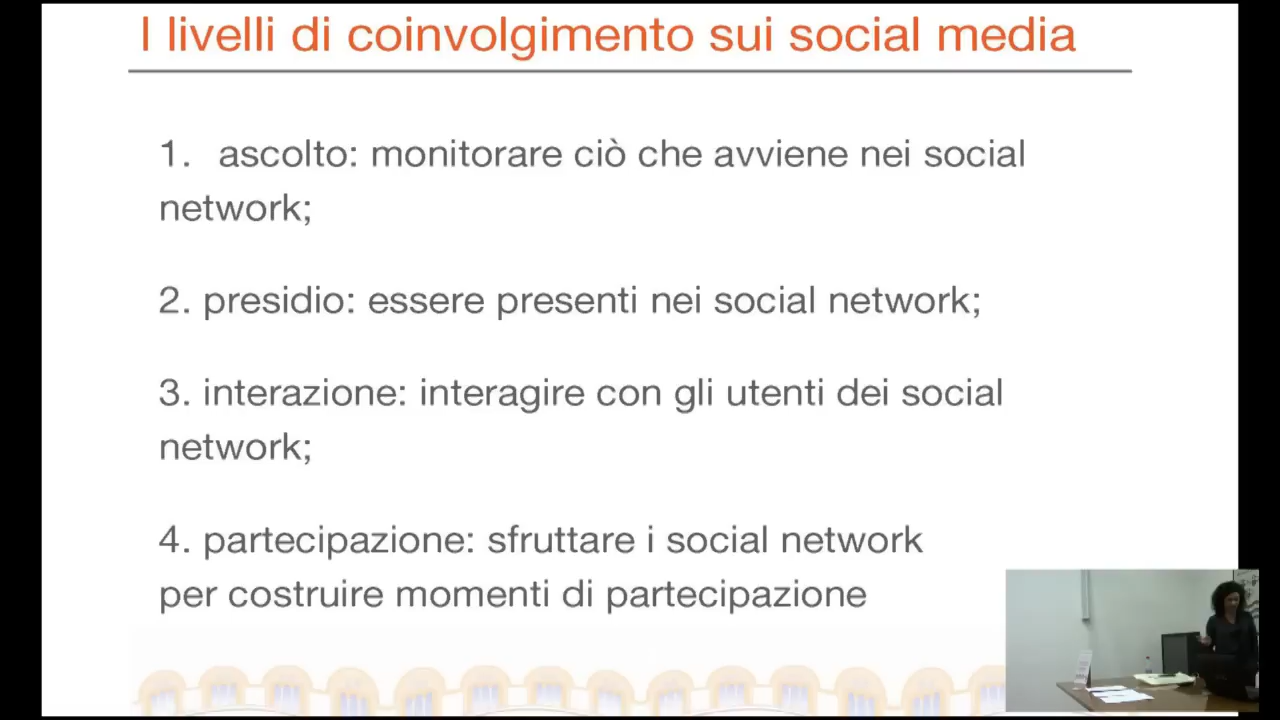 I livelli di coinvolgimento sui social media
1. ascolto: monitorare ciò che avviene nei social
network;
2. presidio: essere presenti nei social network;
3. interazione: interagire con gli utenti dei social
network;
4. partecipazione: sfruttare i social network
per costruire momenti di partecipazione